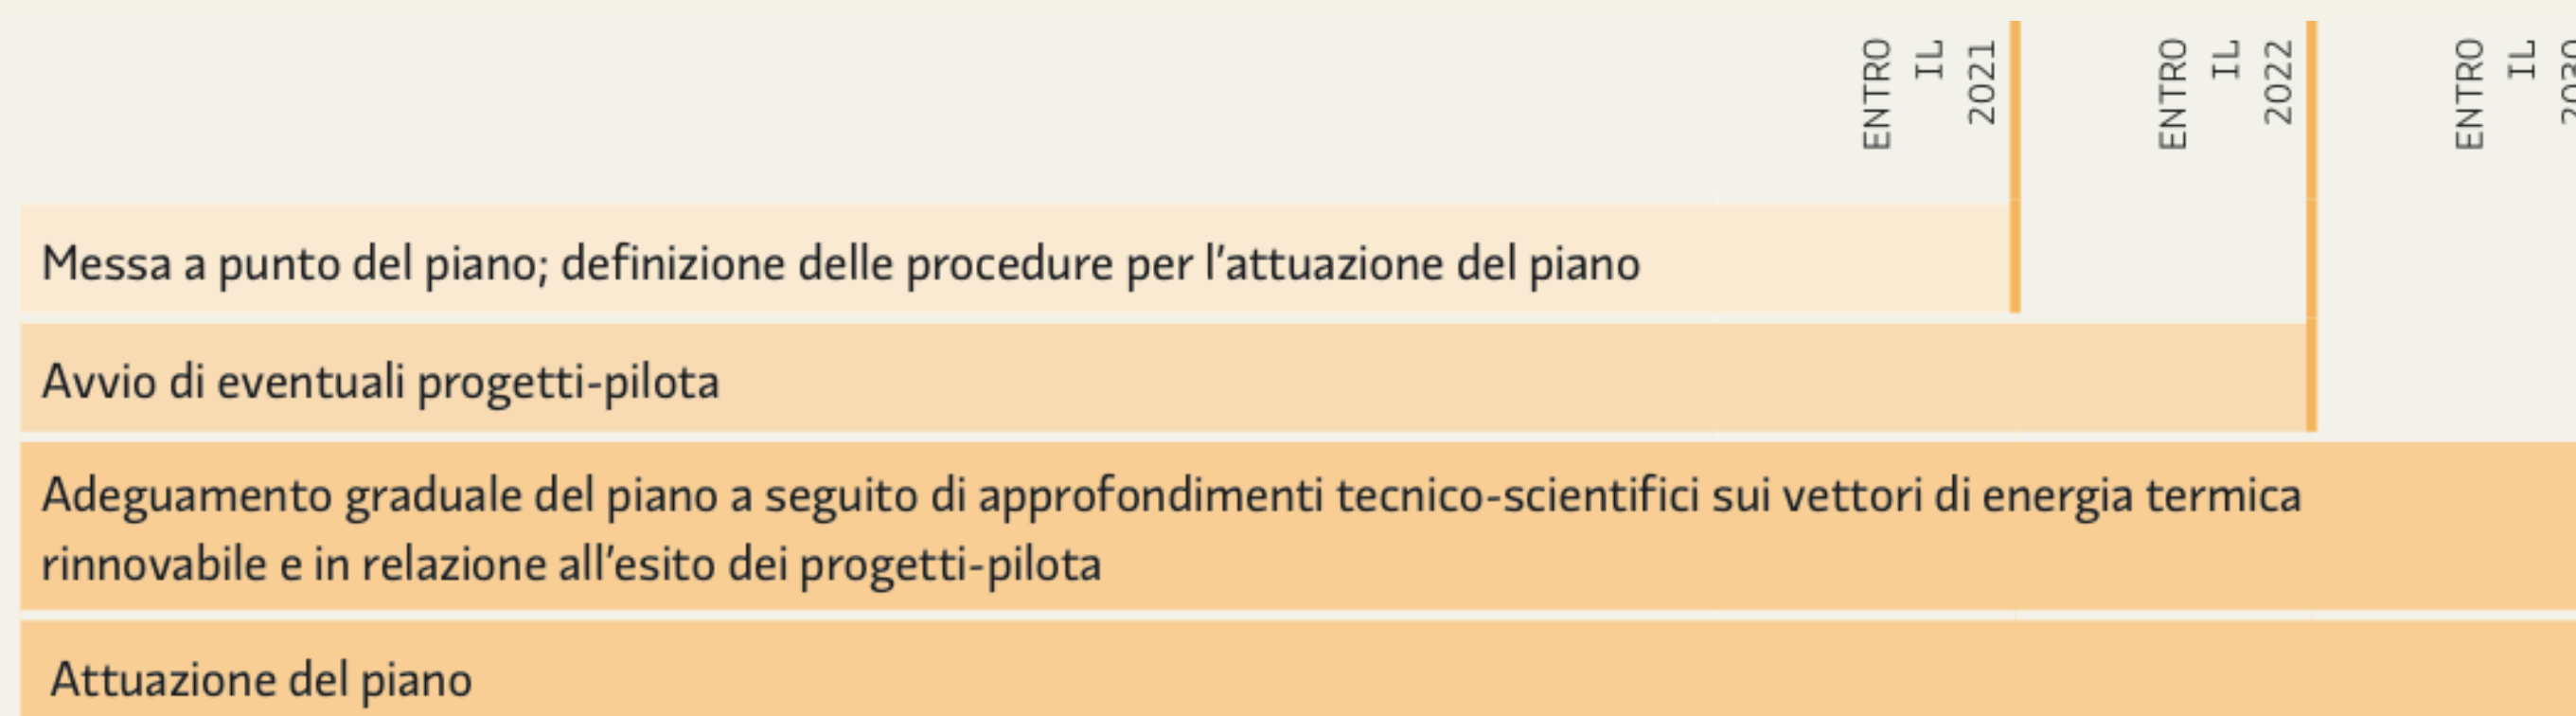 ENTRO
IL
2021
ENTRO
IL
2022
ENTRO
IL
2030
Messa a punto del piano; definizione delle procedure per l'attuazione del piano
Avvio di eventuali progetti-pilota
Adeguamento graduale del piano a seguito di approfondimenti tecnico-scientifici sui vettori di energia termica
rinnovabile e in relazione all'esito dei progetti-pilota
Attuazione del piano